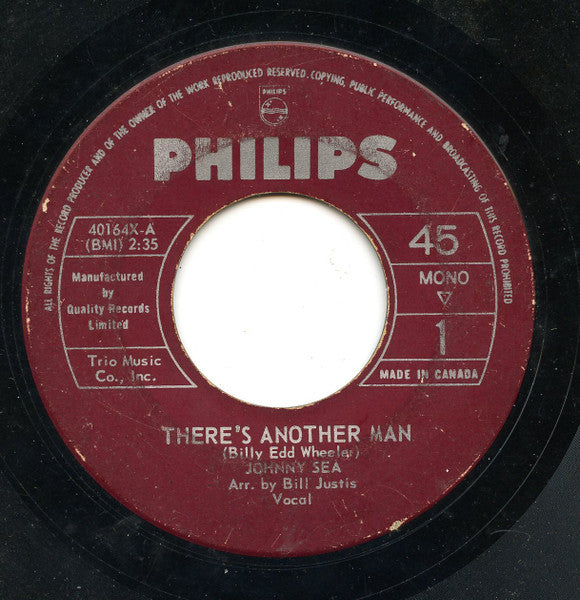 ALL RIGHTS OF THE RECORD PRODUCER AND OF THE OWNER OF THE WORK REPRODUCED RESERVED. COPYING, PUBLIC PERFORMANCE AND BROADCASTING OF THIS RECORD PROHIBITED
PHILIPS
PHILIPS
40164X-A
(BMI) 2:35
Manufactured
by
Quality Records
Limited
Trio Music
Co., Inc.
45
MONO
1
MADE IN CANADA
THERE'S ANOTHER MAN
(Billy Edd Wheeler)
JOHNNY SEA
Arr. by Bill Justis
Vocal